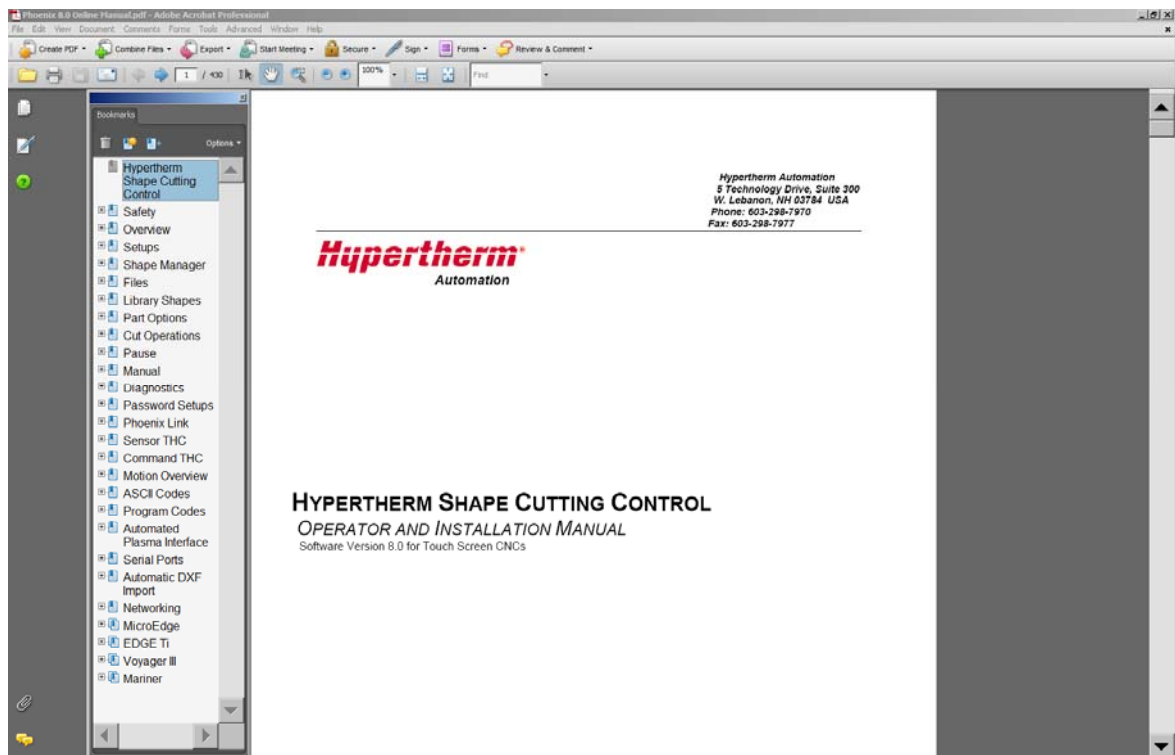 Phoenix 8.0 Online Manual.pdf - Adobe Acrobat Professional
File Edit View Document Comments Forms Tools Advanced Window Help
Create PDF Combine Files Export Start Meeting Secure Sign Forms Review & Comment
1 / 430 100% Find
Bookmarks
Options
Hypertherm
Shape Cutting
Control
Safety
Overview
Setups
Shape Manager
Files
Library Shapes
Part Options
Cut Operations
Pause
Manual
Diagnostics
Password Setups
Phoenix Link
Sensor THC
Command THC
Motion Overview
ASCII Codes
Program Codes
Automated
Plasma Interface
Serial Ports
Automatic DXF
Import
Networking
MicroEdge
EDGE Ti
Voyager III
Mariner
Hypertherm Automation
5 Technology Drive, Suite 300
W. Lebanon, NH 03784 USA
Phone: 603-298-7970
Fax: 603-298-7977
Hypertherm®
Automation
HYPERTHERM SHAPE CUTTING CONTROL
OPERATOR AND INSTALLATION MANUAL
Software Version 8.0 for Touch Screen CNCs